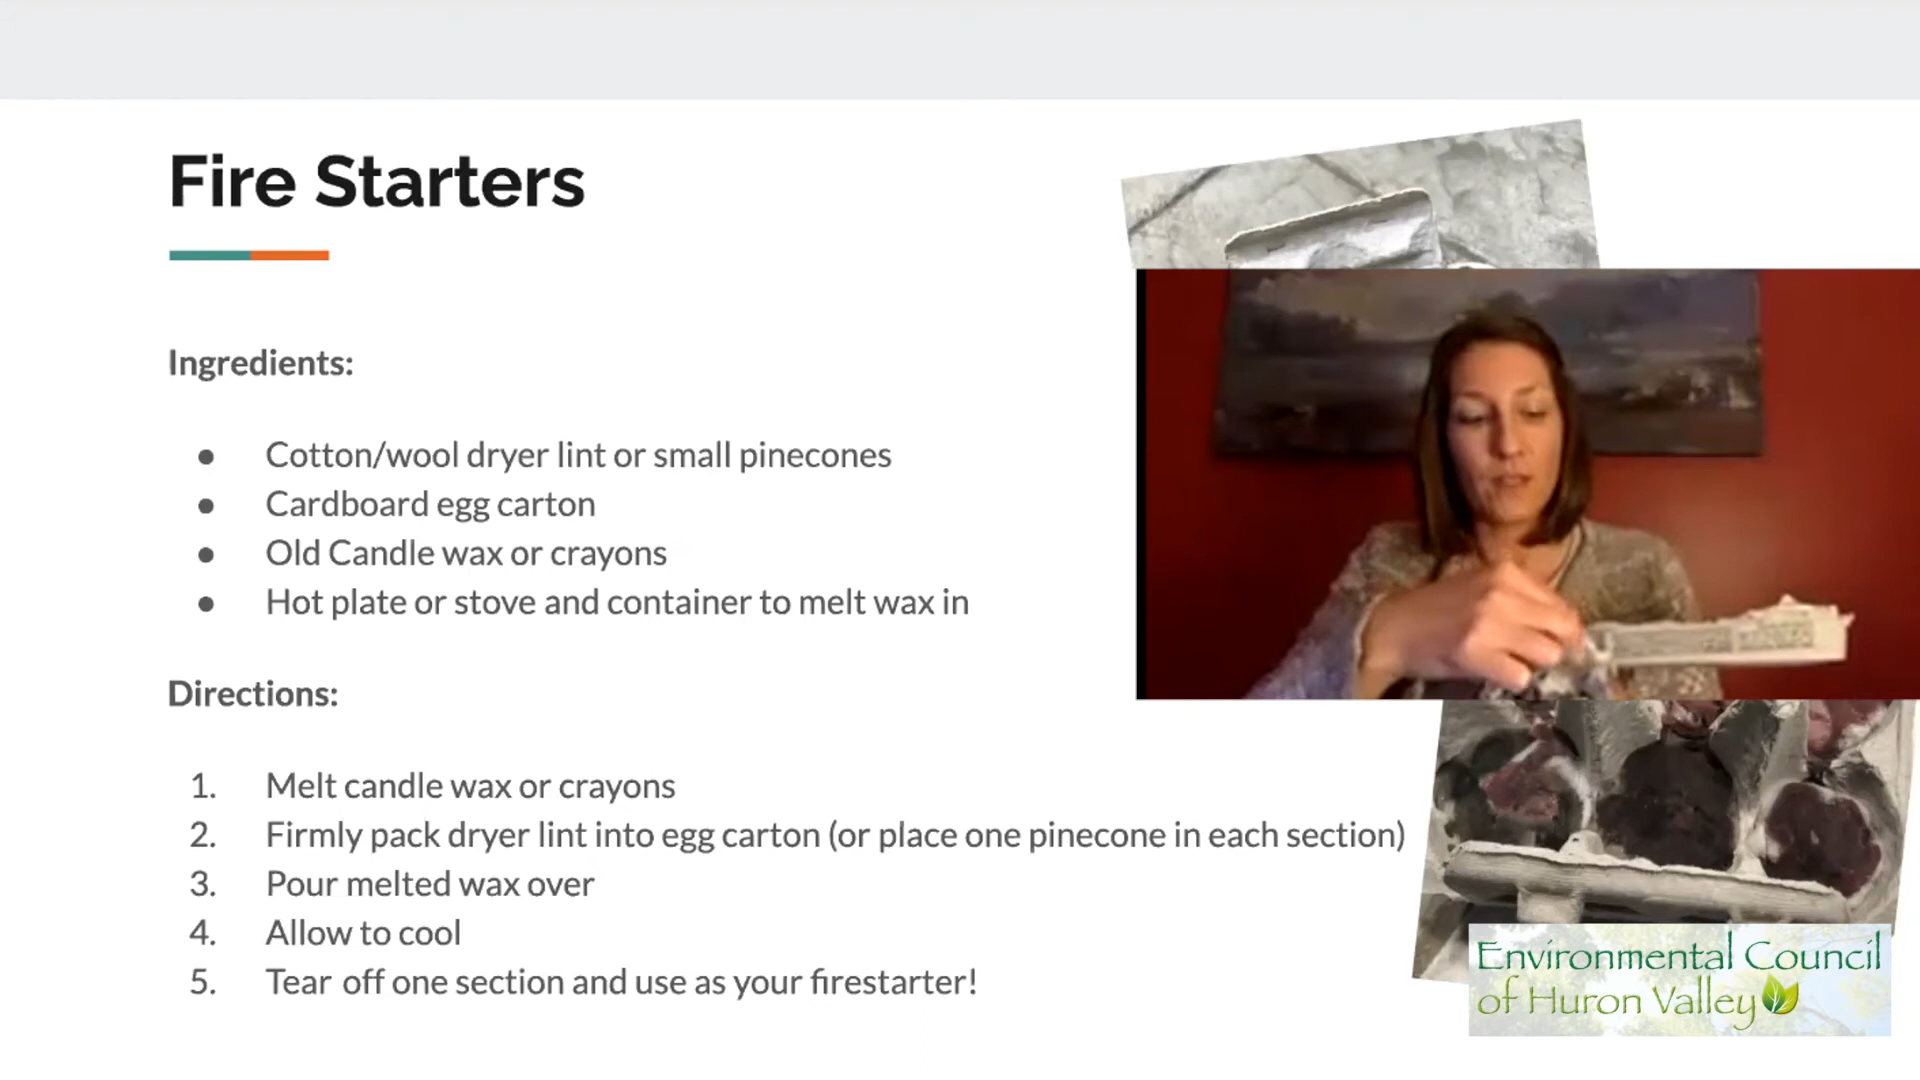 Fire Starters
Ingredients:
● Cotton/wool dryer lint or small pinecones
● Cardboard egg carton
● Old Candle wax or crayons
● Hot plate or stove and container to melt wax in
Directions:
1. Melt candle wax or crayons
2. Firmly pack dryer lint into egg carton (or place one pinecone in each section)
3. Pour melted wax over
4. Allow to cool
5. Tear off one section and use as your firestarter!
Environmental Council
of Huron Valley